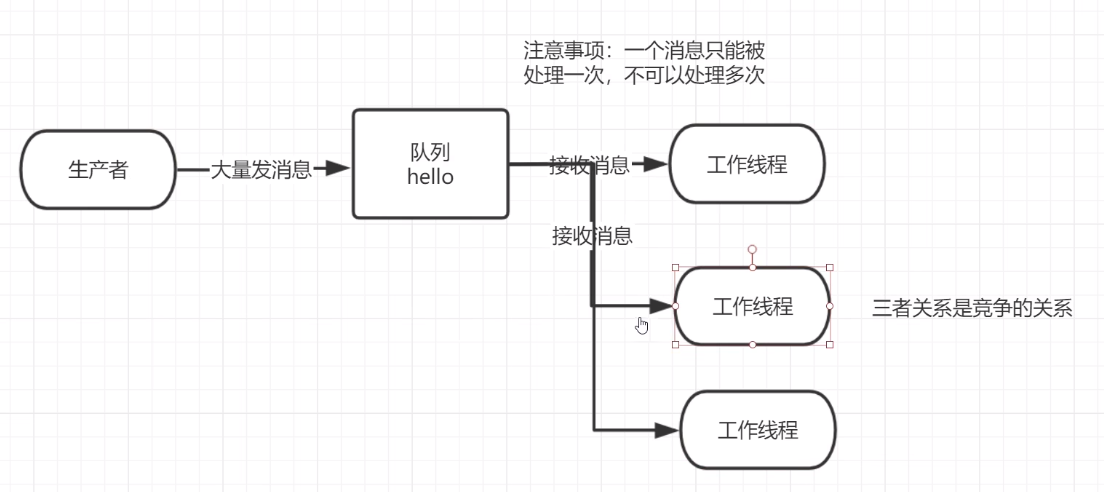 注意事项：一个消息只能被
处理一次，不可以处理多次
生产者
大量发消息
队列
hello
接收消息
工作线程
接收消息
工作线程
三者关系是竞争的关系
工作线程